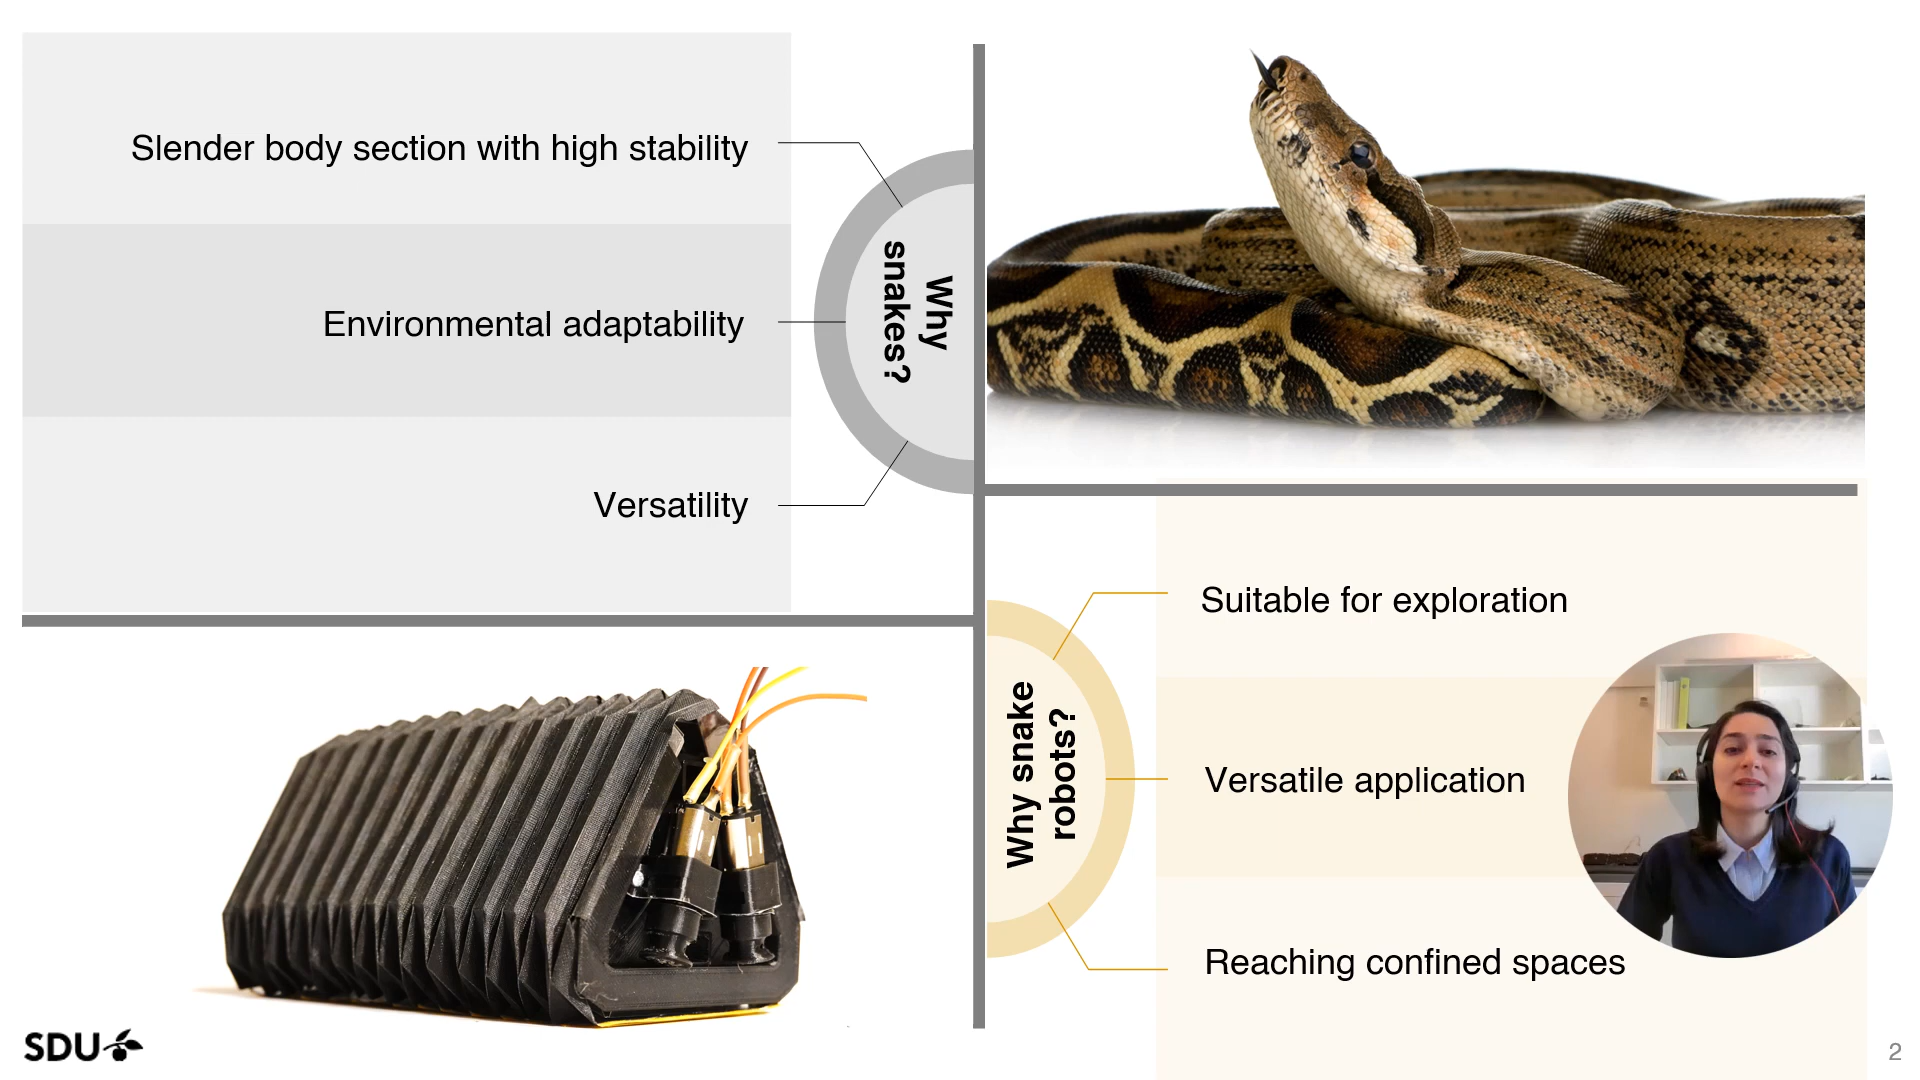 Slender body section with high stability
Environmental adaptability
Versatility
Why
snakes?
Why snake
robots?
Suitable for exploration
Versatile application
Reaching confined spaces
SDU
2